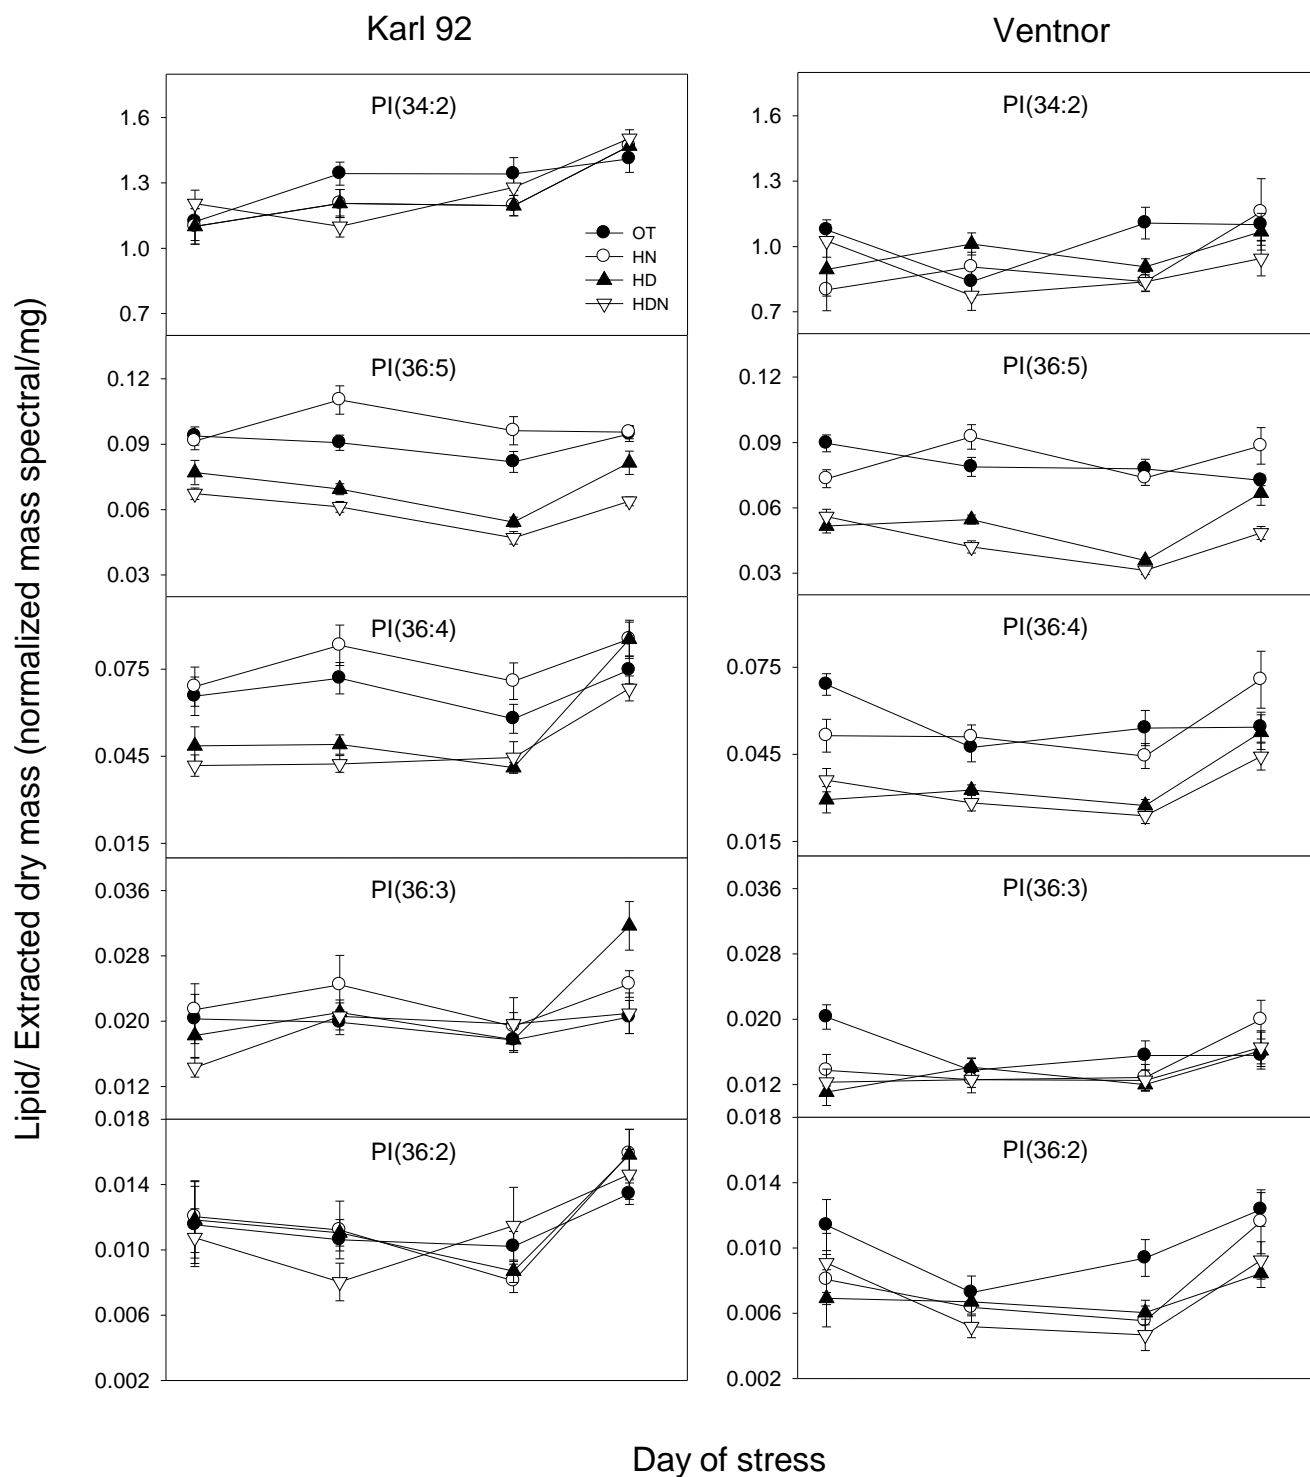 Karl 92
Ventnor
Lipid/ Extracted dry mass (normalized mass spectral/mg)
PI(34:2)
1.6
1.3
1.0
0.7
OT
HN
HD
HDN
PI(34:2)
1.6
1.3
1.0
0.7
PI(36:5)
0.12
0.09
0.06
0.03
PI(36:5)
0.12
0.09
0.06
0.03
PI(36:4)
0.075
0.045
0.015
PI(36:4)
0.075
0.045
0.015
PI(36:3)
0.036
0.028
0.020
0.012
PI(36:3)
0.036
0.028
0.020
0.012
PI(36:2)
0.018
0.014
0.010
0.006
0.002
PI(36:2)
0.018
0.014
0.010
0.006
0.002
Day of stress